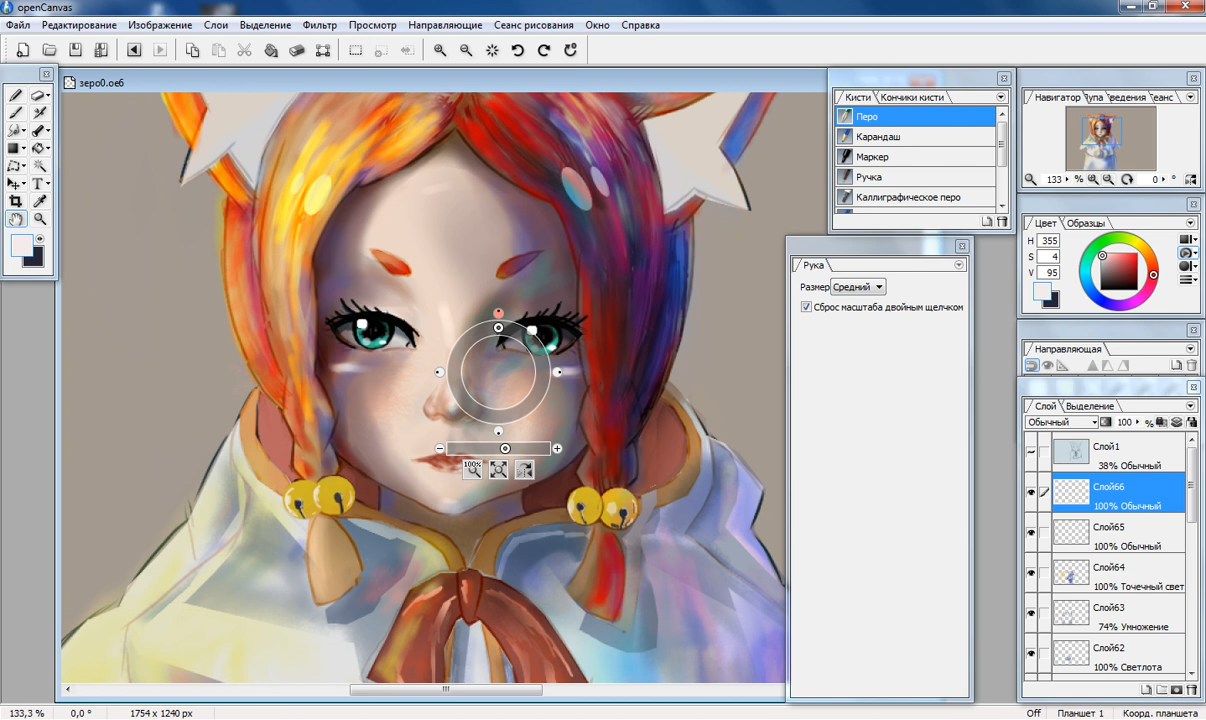 openCanvas
Файл Редактирование Изображение Слои Выделение Фильтр Просмотр Направляющие Сеанс рисования Окно Справка
зеро0.oe6
Кисти Кончики кисти
Перо
Карандаш
Маркер
Ручка
Каллиграфическое перо
Навигатор
133 % 0 °
Цвет Образцы
H 355
S 4
V 95
Рука
Размер Средний
Сброс масштаба двойным щелчком
Направляющая
Слой Выделение
Обычный 100 %
Слой1
38% Обычный
Слой66
100% Обычный
Слой65
100% Обычный
Слой64
100% Точечный свет
Слой63
74% Умножение
Слой62
100% Светлота
100%
133,3 % 0,0 ° 1754 x 1240 px Off Планшет 1 Коорд. планшета